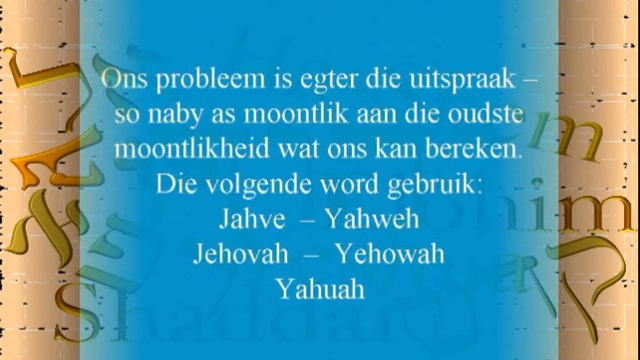 Ons probleem is egter die uitspraak –
so naby as moontlik aan die oudste
moontlikheid wat ons kan bereken.
Die volgende word gebruik:
Jahve – Yahweh
Jehovah – Yehowah
Yahuah
Shaddai